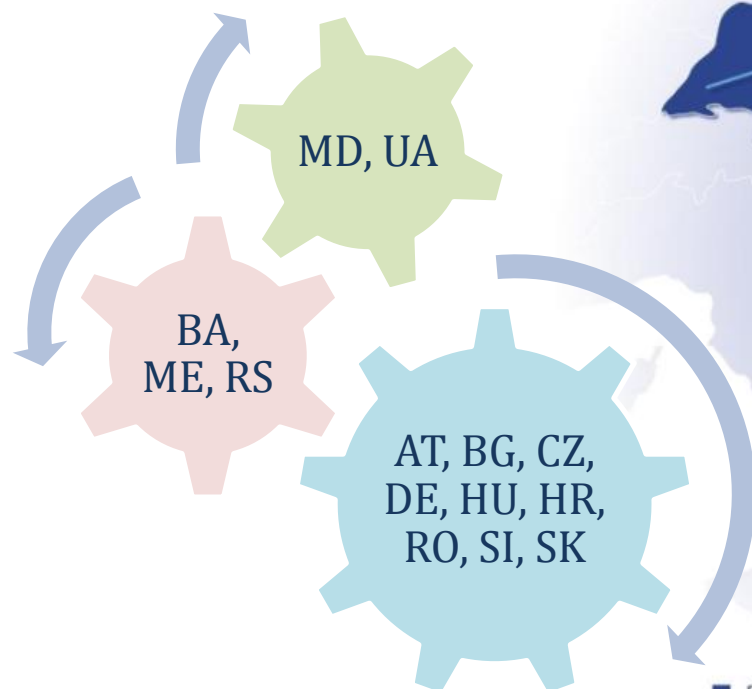 MD, UA
BA,
ME, RS
AT, BG, CZ,
DE, HU, HR,
RO, SI, SK